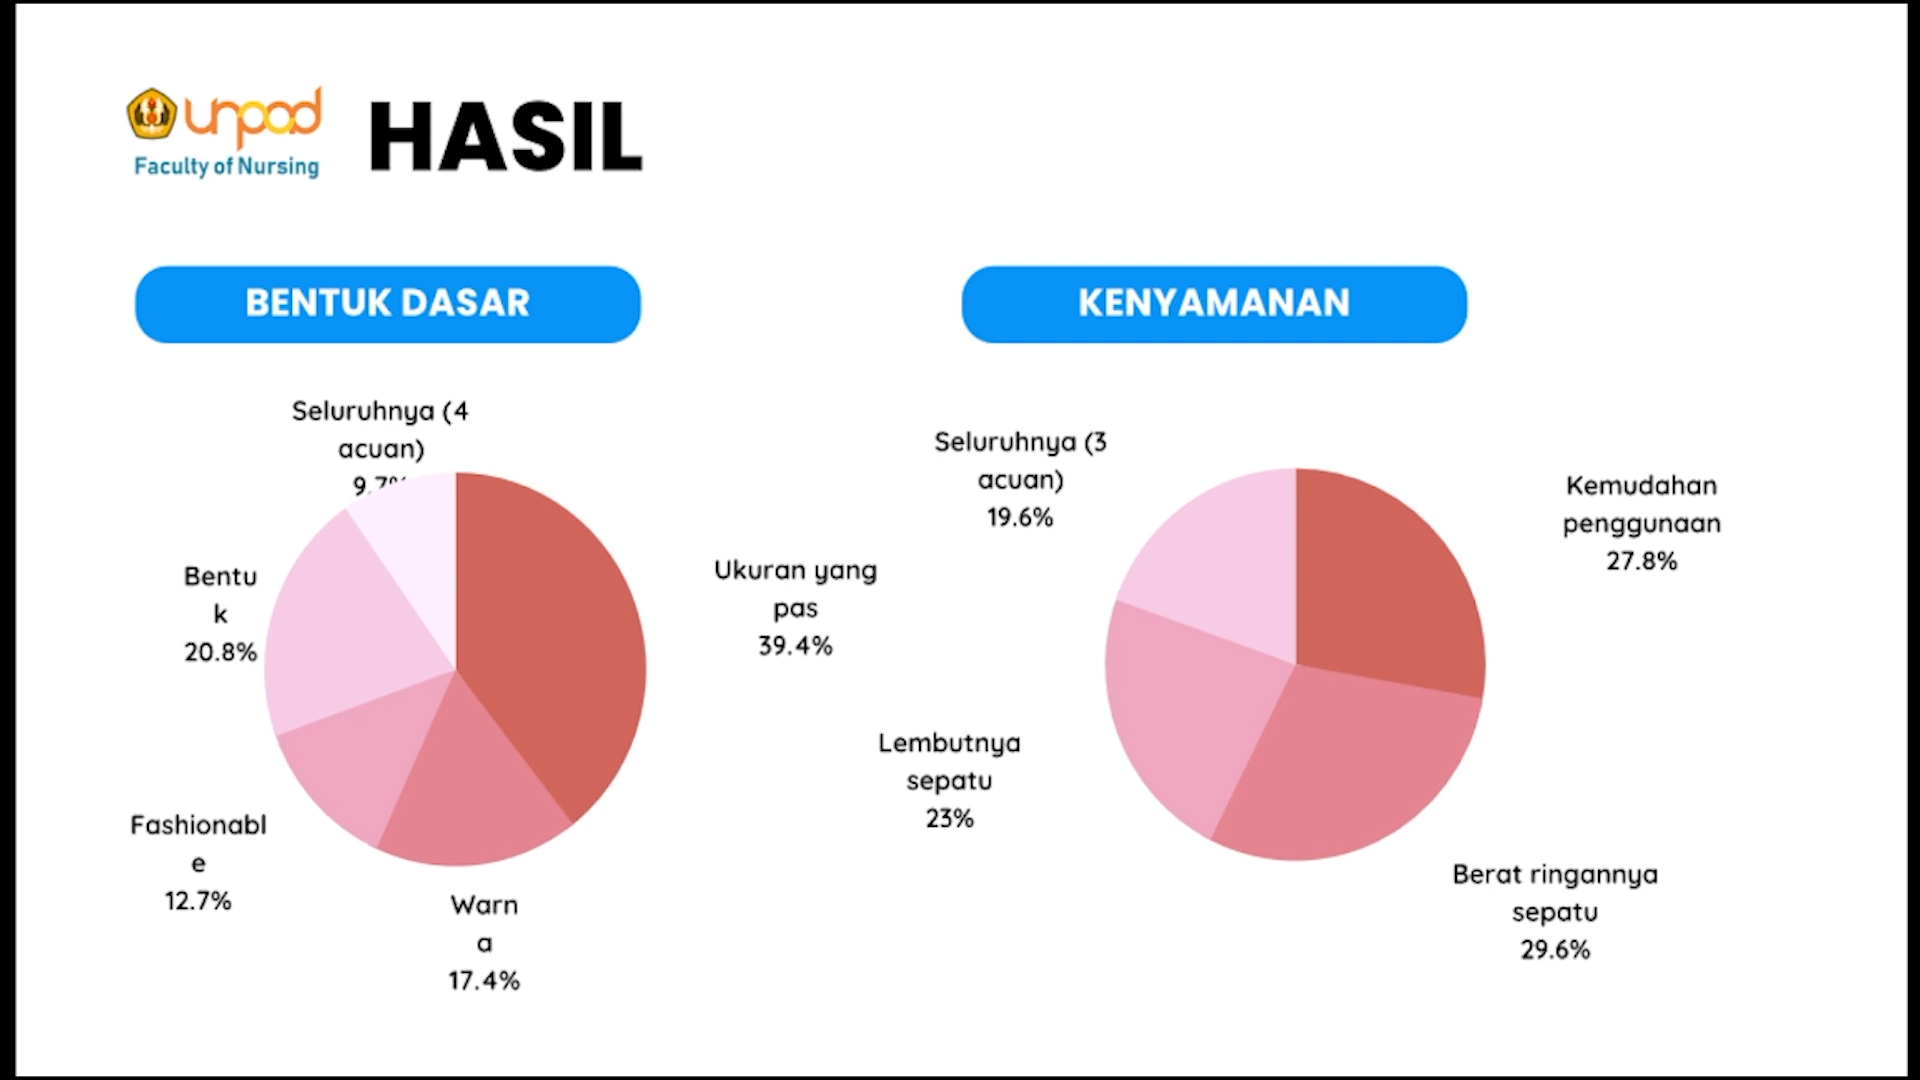 unpad
Faculty of Nursing
HASIL
BENTUK DASAR
Seluruhnya (4
acuan)
9.7%
Bentu
k
20.8%
Ukuran yang
pas
39.4%
Fashionabl
e
12.7%
Warn
a
17.4%
KENYAMANAN
Seluruhnya (3
acuan)
19.6%
Kemudahan
penggunaan
27.8%
Lembutnya
sepatu
23%
Berat ringannya
sepatu
29.6%